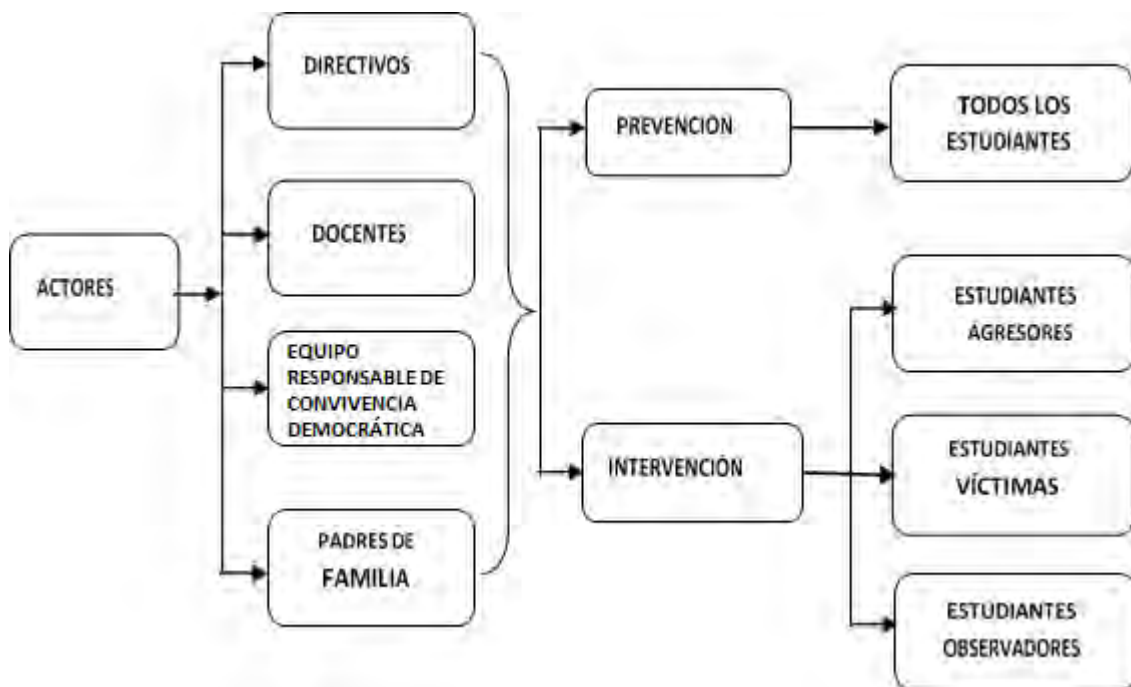 ACTORES
DIRECTIVOS
DOCENTES
EQUIPO
RESPONSABLE DE
CONVIVENCIA
DEMOCRÁTICA
PADRES DE
FAMILIA
PREVENCION
INTERVENCIÓN
TODOS LOS
ESTUDIANTES
ESTUDIANTES
AGRESORES
ESTUDIANTES
VÍCTIMAS
ESTUDIANTES
OBSERVADORES